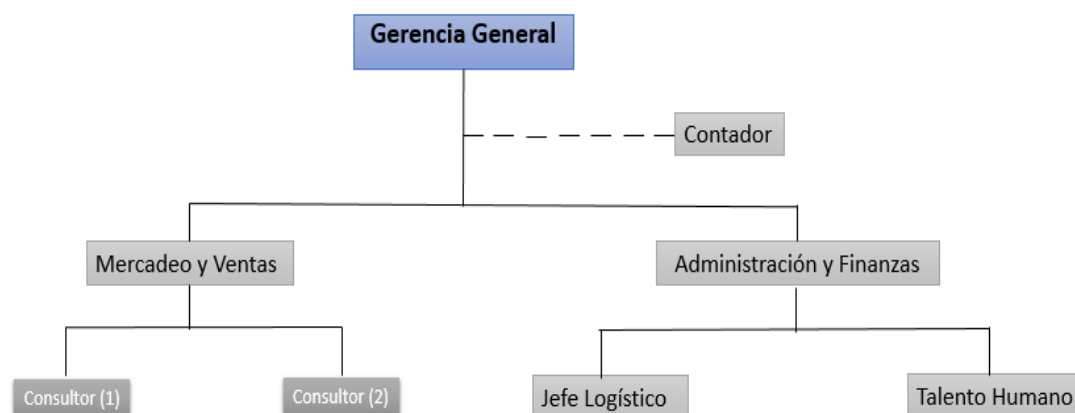 Gerencia General
Contador
Mercadeo y Ventas
Administración y Finanzas
Consultor (1)
Consultor (2)
Jefe Logístico
Talento Humano